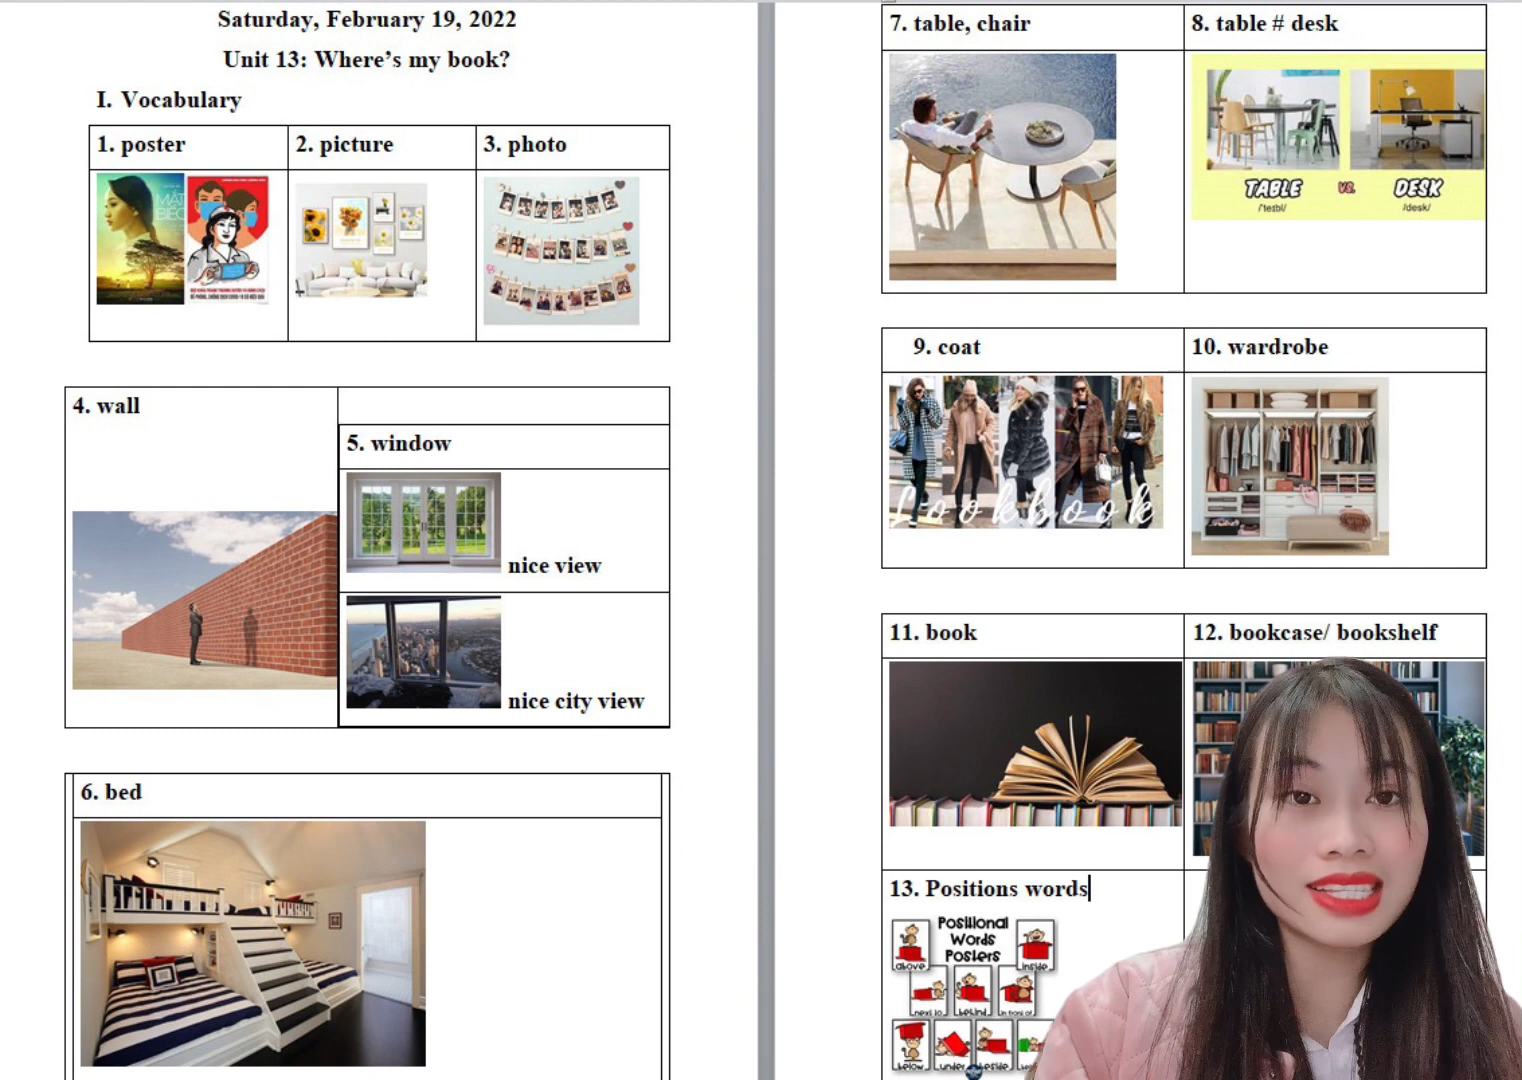 Saturday, February 19, 2022
Unit 13: Where's my book?
I. Vocabulary
1. poster
2. picture
3. photo
MẮT
BIẾC
4. wall
5. window
nice view
nice city view
6. bed
7. table, chair
8. table # desk
TABLE VS. DESK
/ˈteɪbl/ /desk/
9. coat
10. wardrobe
Lookbook
11. book
12. bookcase/ bookshelf
13. Positions words
Positional
Words
Posters
above
inside
next to
behind
in front of
below
under
beside